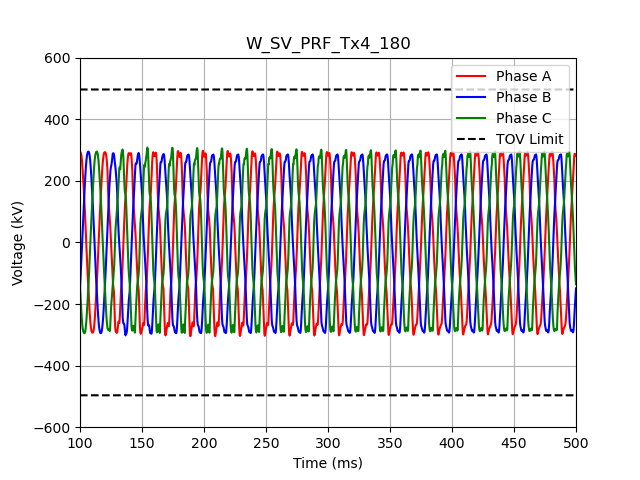 W_SV_PRF_Tx4_180
600
400
200
0
−200
−400
−600
Voltage (kV)
100
150
200
250
300
350
400
450
500
Time (ms)
Phase A
Phase B
Phase C
TOV Limit